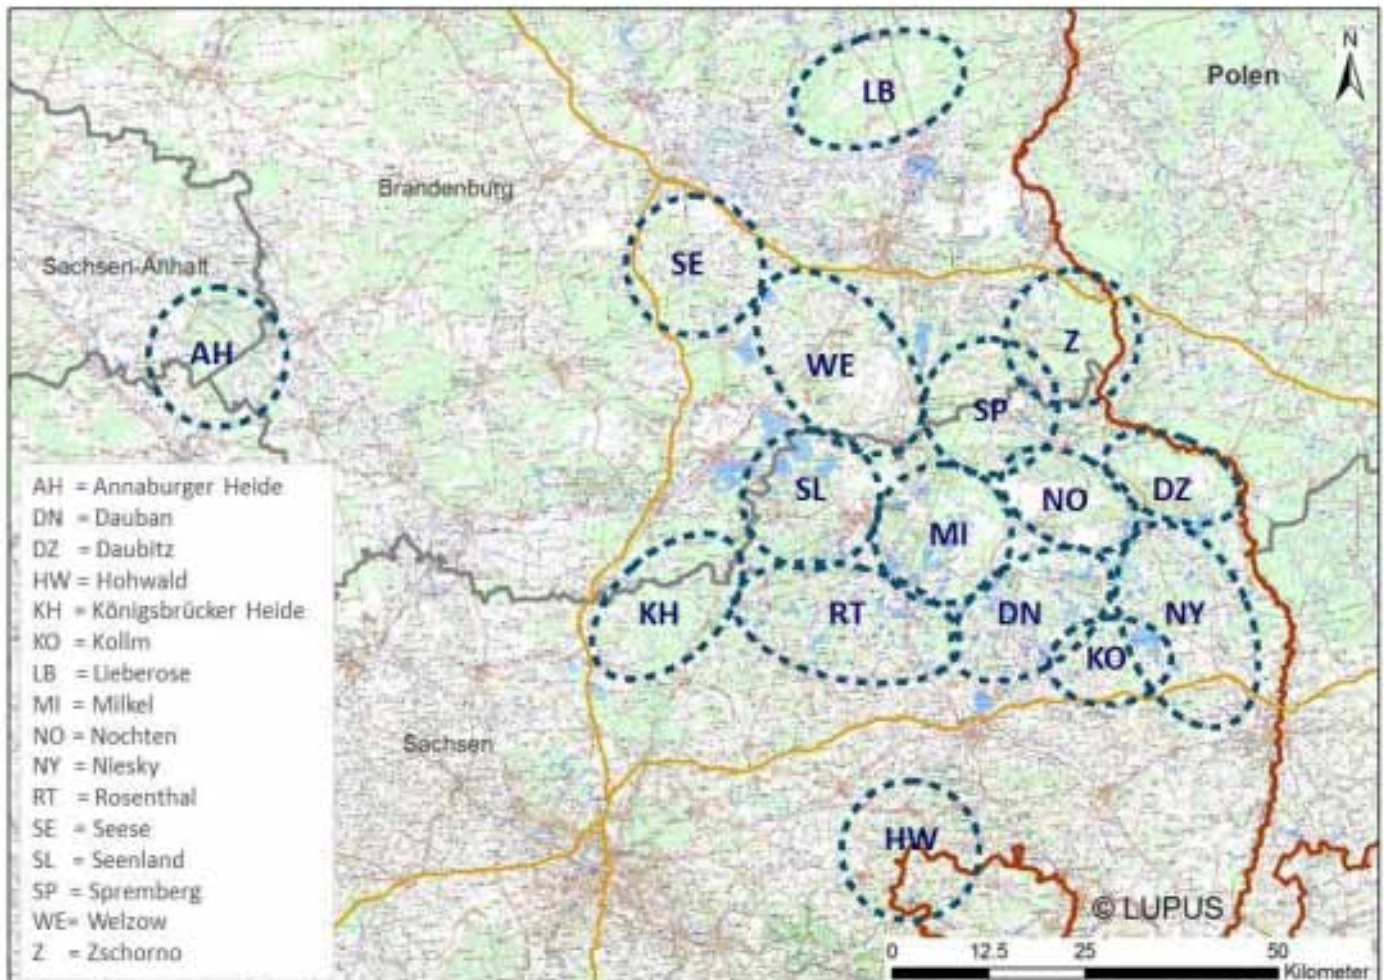 LB
Polen
N
Brandenburg
Sachsen-Anhalt
SE
AH
WE
Z
SP
SL
MI
NO
DZ
KH
RT
DN
NY
KO
Sachsen
HW
AH = Annaburger Heide
DN = Dauban
DZ = Daubitz
HW = Hohwald
KH = Königsbrücker Heide
KO = Kollm
LB = Lieberose
MI = Milkel
NO = Nochten
NY = Niesky
RT = Rosenthal
SE = Seese
SL = Seenland
SP = Spremberg
WE= Welzow
Z = Zschorno
© LUPUS
0 12.5 25 50
Kilometer